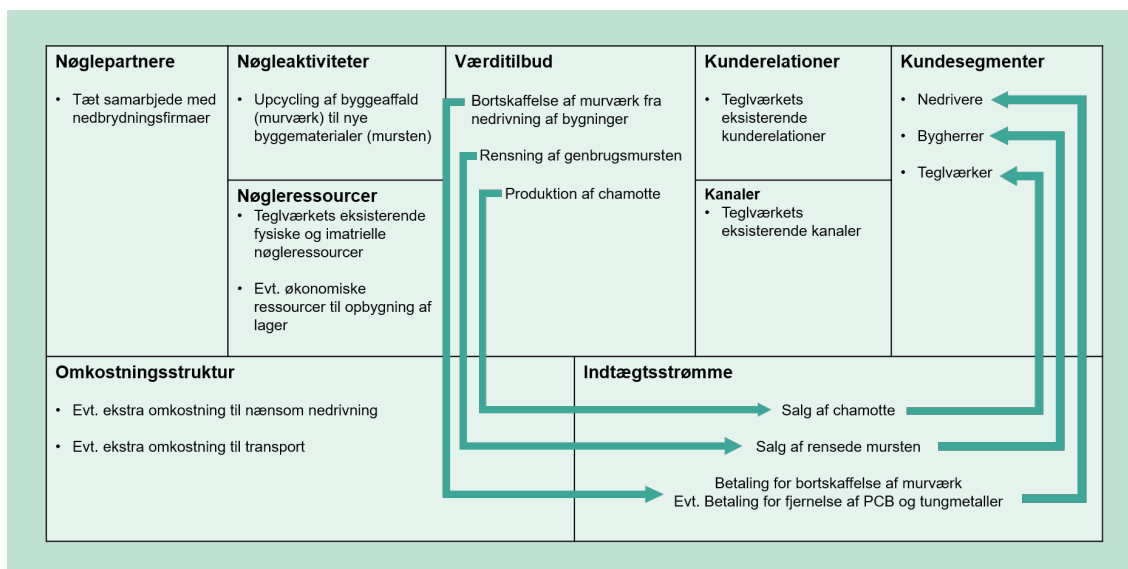 Nøglepartnere
• Tæt samarbjede med
nedbrydningsfirmaer
Nøgleaktiviteter
• Upcycling af byggeaffald
(murværk) til nye
byggematerialer (mursten)
Nøgleressourcer
• Teglværkets eksisterende
fysiske og imatrielle
nøgleressourcer
• Evt. økonomiske
ressourcer til opbygning af
lager
Værditilbud
Bortskaffelse af murværk fra
nedrivning af bygninger
Rensning af genbrugsmursten
Produktion af chamotte
Kunderelationer
• Teglværkets
eksisterende
kunderelationer
Kanaler
• Teglværkets
eksisterende kanaler
Kundesegmenter
• Nedrivere
• Bygherrer
• Teglværker
Omkostningsstruktur
• Evt. ekstra omkostning til nænsom nedrivning
• Evt. ekstra omkostning til transport
Indtægtsstrømme
Salg af chamotte
Salg af rensede mursten
Betaling for bortskaffelse af murværk
Evt. Betaling for fjernelse af PCB og tungmetaller